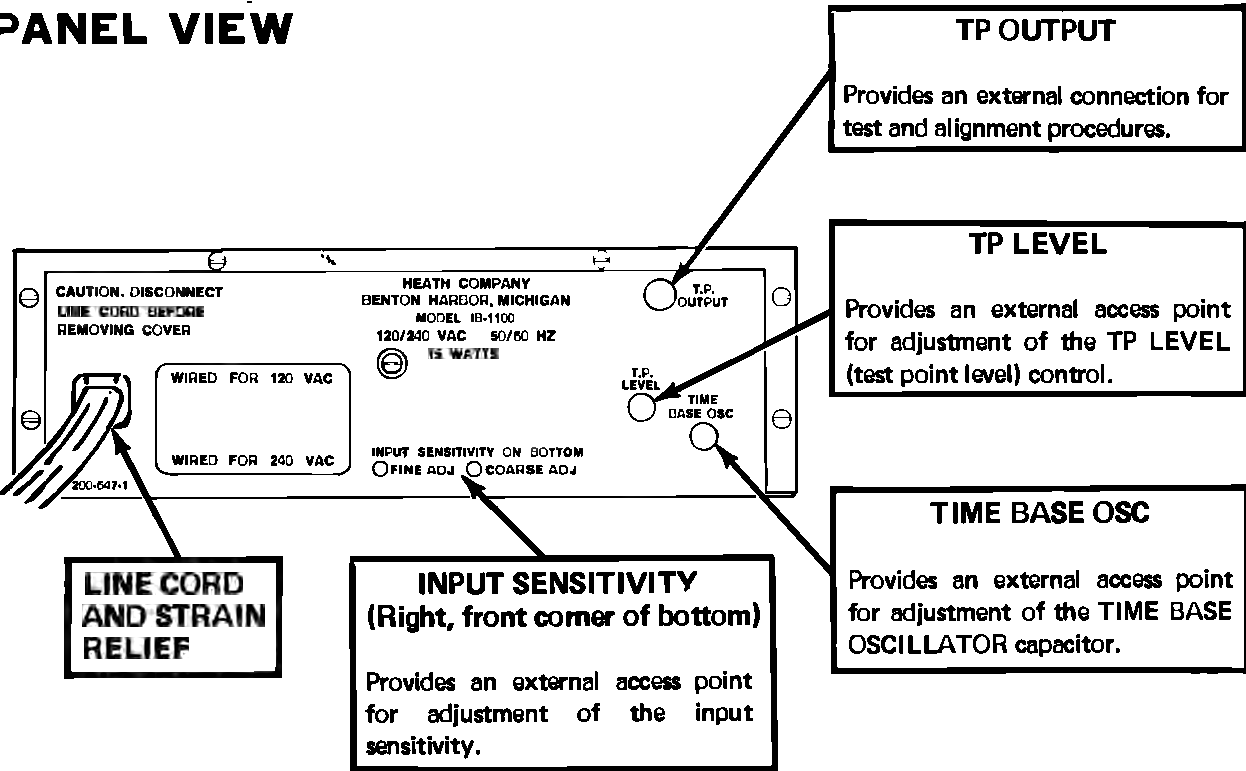 PANEL VIEW
TP OUTPUT
Provides an external connection for
test and alignment procedures.
TP LEVEL
Provides an external access point
for adjustment of the TP LEVEL
(test point level) control.
CAUTION. DISCONNECT
LINE CORD BEFORE
REMOVING COVER
HEATH COMPANY
BENTON HARBOR, MICHIGAN
MODEL IB-1100
120/240 VAC 50/60 HZ
15 WATTS
T.P.
OUTPUT
T.P.
LEVEL
TIME
BASE OSC
WIRED FOR 120 VAC
WIRED FOR 240 VAC
INPUT SENSITIVITY ON BOTTOM
FINE ADJ COARSE ADJ
200-647-1
LINE CORD
AND STRAIN
RELIEF
INPUT SENSITIVITY
(Right, front corner of bottom)
Provides an external access point
for adjustment of the input
sensitivity.
TIME BASE OSC
Provides an external access point
for adjustment of the TIME BASE
OSCILLATOR capacitor.